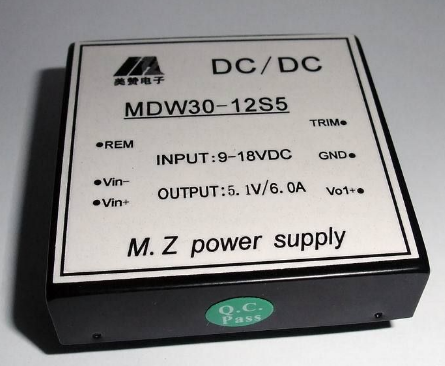 美赞电子
DC/DC
MDW30-12S5
TRIM
REM
INPUT:9-18VDC
GND
Vin-
OUTPUT:5.1V/6.0A
Vo1+
Vin+
M.Z power supply
Q.C.
Pass